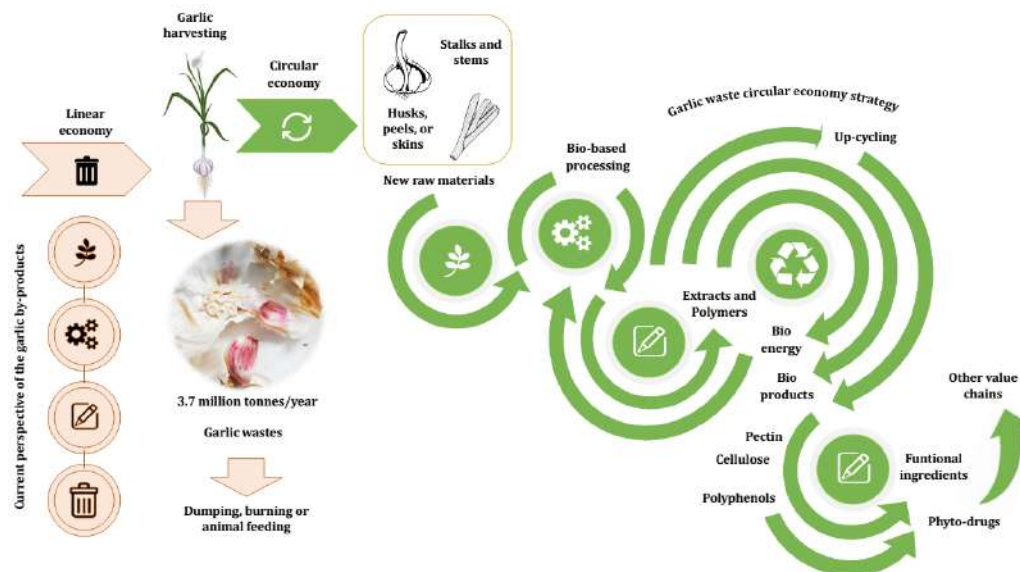 Garlic
harvesting
Linear
economy
Circular
economy
Stalks and
stems
Husks,
peels, or
skins
Current perspective of the garlic by-products
3.7 million tonnes/year
Garlic wastes
Dumping, burning or
animal feeding
New raw materials
Bio-based
processing
Garlic waste circular economy strategy
Up-cycling
Extracts and
Polymers
Bio
energy
Bio
products
Pectin
Cellulose
Polyphenols
Funtional
ingredients
Phyto-drugs
Other value
chains